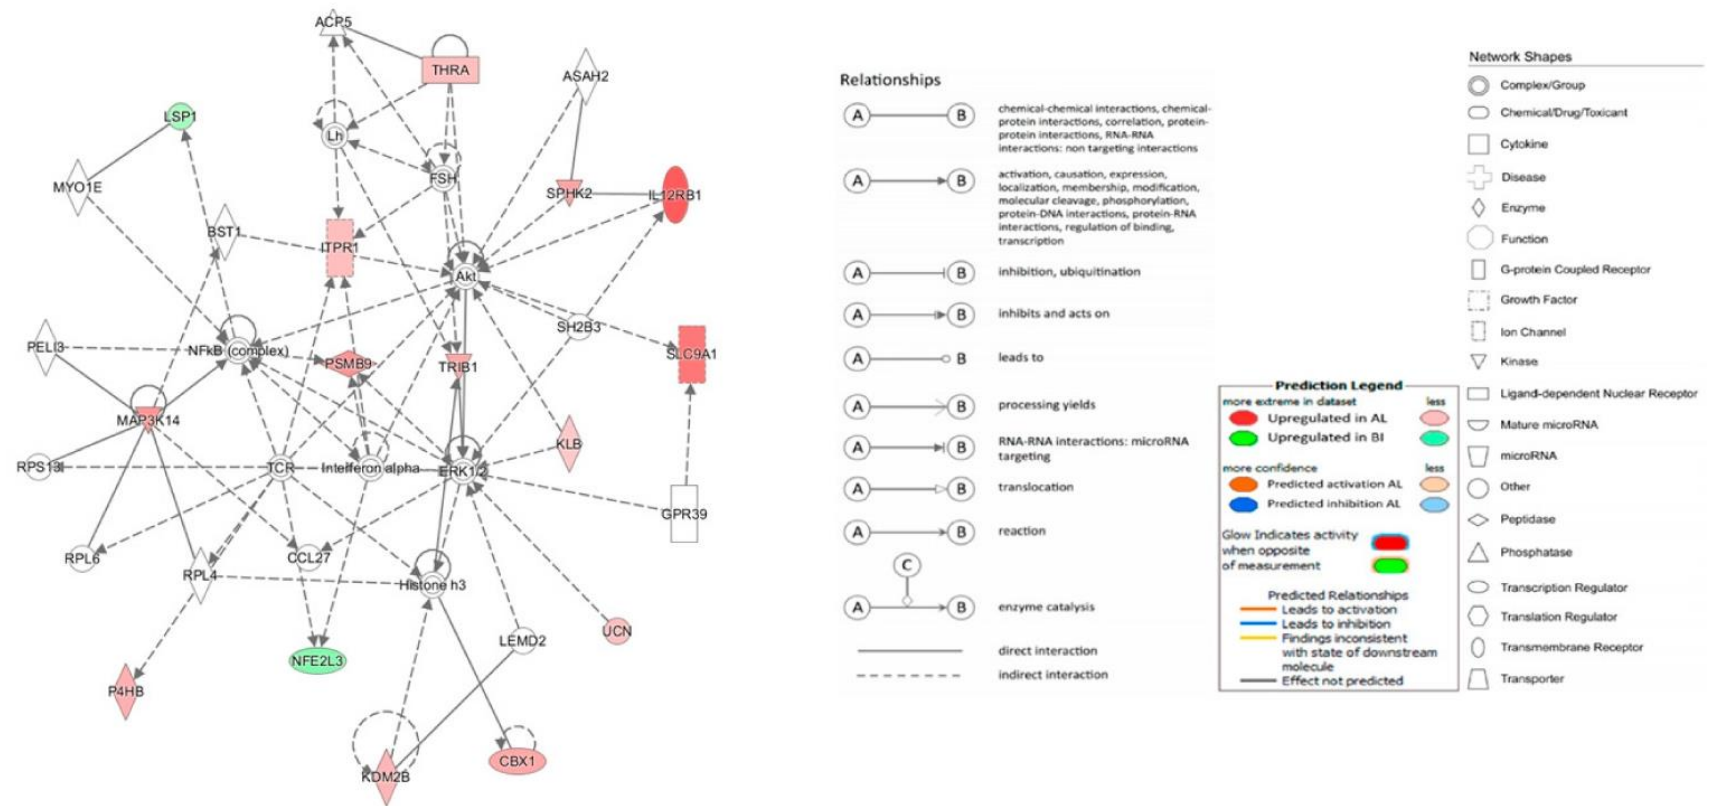 ACP5
THRA
ASAH2
LSP1
Lh
FSH
MYO1E
SPHK2
IL12RB1
BST1
ITPR1
Akt
SH2B3
PELI3
NFkB (complex)
PSMB9
TRIB1
SLC9A1
MAP3K14
KLB
RPS13
TCR
Interferon alpha
ERK1/2
GPR39
RPL6
CCL27
RPL4
Histone h3
UCN
LEMD2
NFE2L3
P4HB
CBX1
KDM2B
Relationships
A B
chemical-chemical interactions, chemical-
protein interactions, correlation, protein-
protein interactions, RNA-RNA
interactions: non targeting interactions
A B
activation, causation, expression,
localization, membership, modification,
molecular cleavage, phosphorylation,
protein-DNA interactions, protein-RNA
interactions, regulation of binding,
transcription
A B inhibition, ubiquitination
A B inhibits and acts on
A B leads to
A B processing yields
A B RNA-RNA interactions: microRNA
targeting
A B translocation
A B reaction
C
A B enzyme catalysis
direct interaction
indirect interaction
Prediction Legend
more extreme in dataset less
Upregulated in AL
Upregulated in BI
more confidence less
Predicted activation AL
Predicted inhibition AL
Glow Indicates activity
when opposite
of measurement
Predicted Relationships
Leads to activation
Leads to inhibition
Findings inconsistent
with state of downstream
molecule
Effect not predicted
Network Shapes
Complex/Group
Chemical/Drug/Toxicant
Cytokine
Disease
Enzyme
Function
G-protein Coupled Receptor
Growth Factor
Ion Channel
Kinase
Ligand-dependent Nuclear Receptor
Mature microRNA
microRNA
Other
Peptidase
Phosphatase
Transcription Regulator
Translation Regulator
Transmembrane Receptor
Transporter